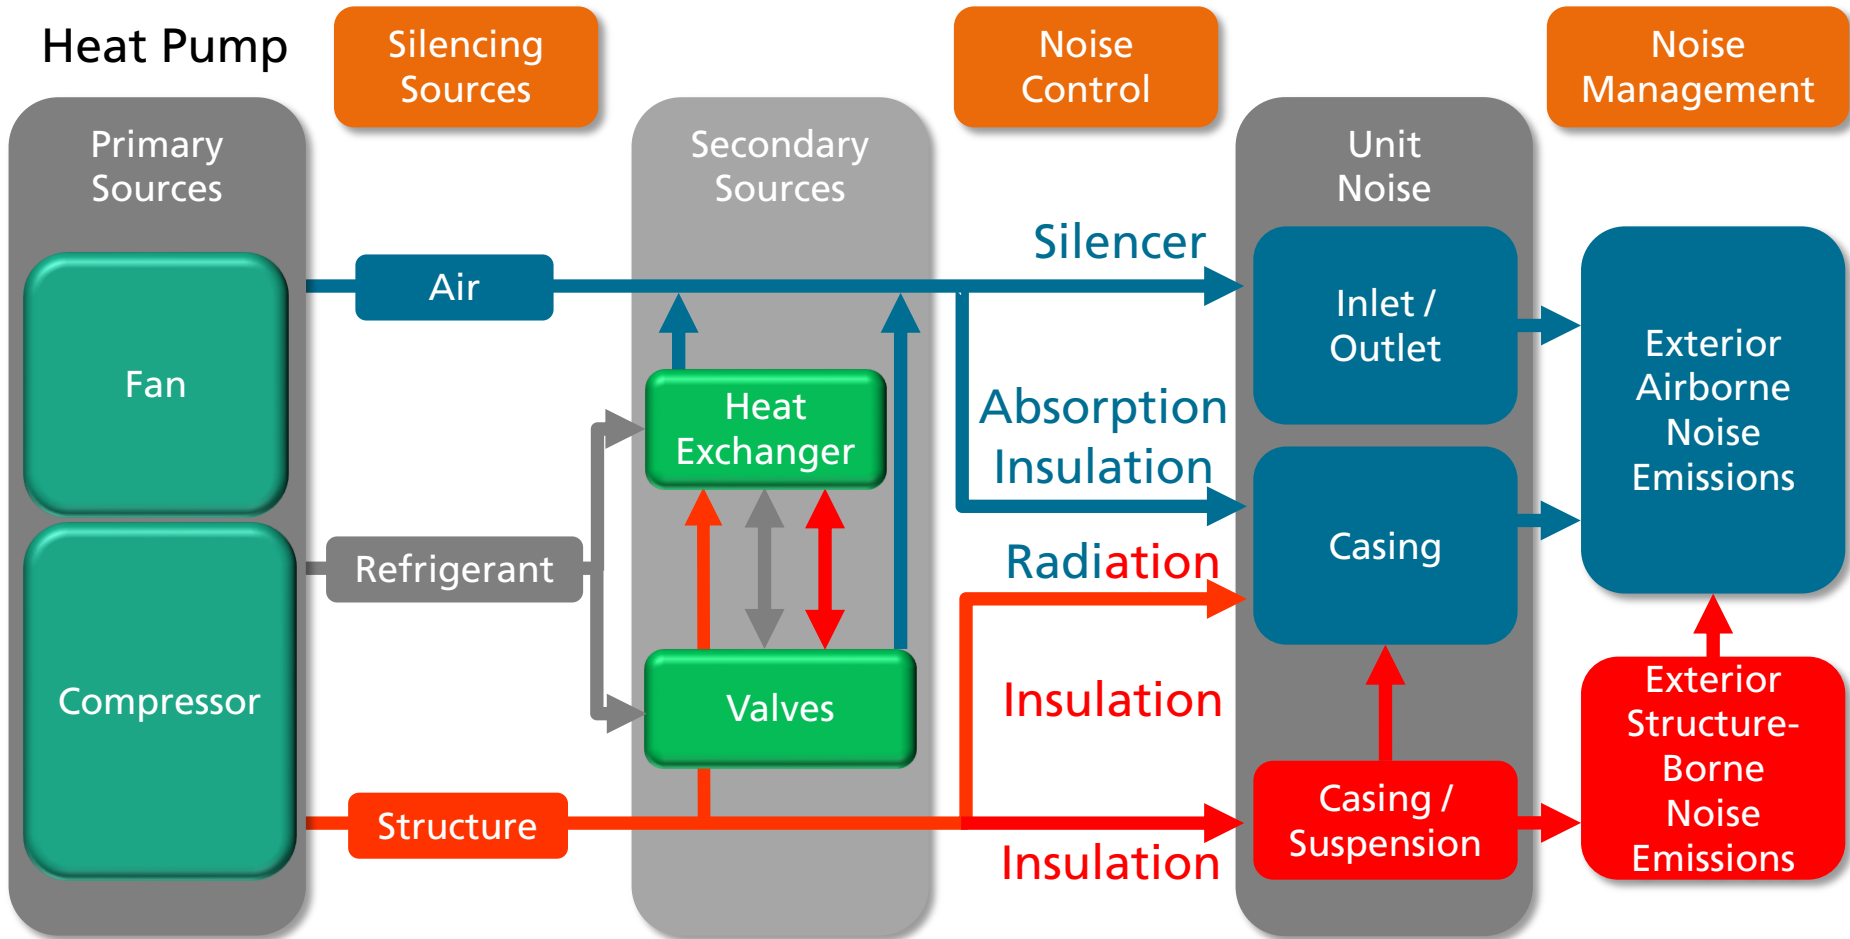 Heat Pump
Silencing
Sources
Noise
Control
Noise
Management
Primary
Sources
Secondary
Sources
Unit
Noise
Fan
Compressor
Air
Refrigerant
Structure
Heat
Exchanger
Valves
Silencer
Absorption
Insulation
Radiation
Insulation
Insulation
Inlet /
Outlet
Casing
Casing /
Suspension
Exterior
Airborne
Noise
Emissions
Exterior
Structure-
Borne
Noise
Emissions